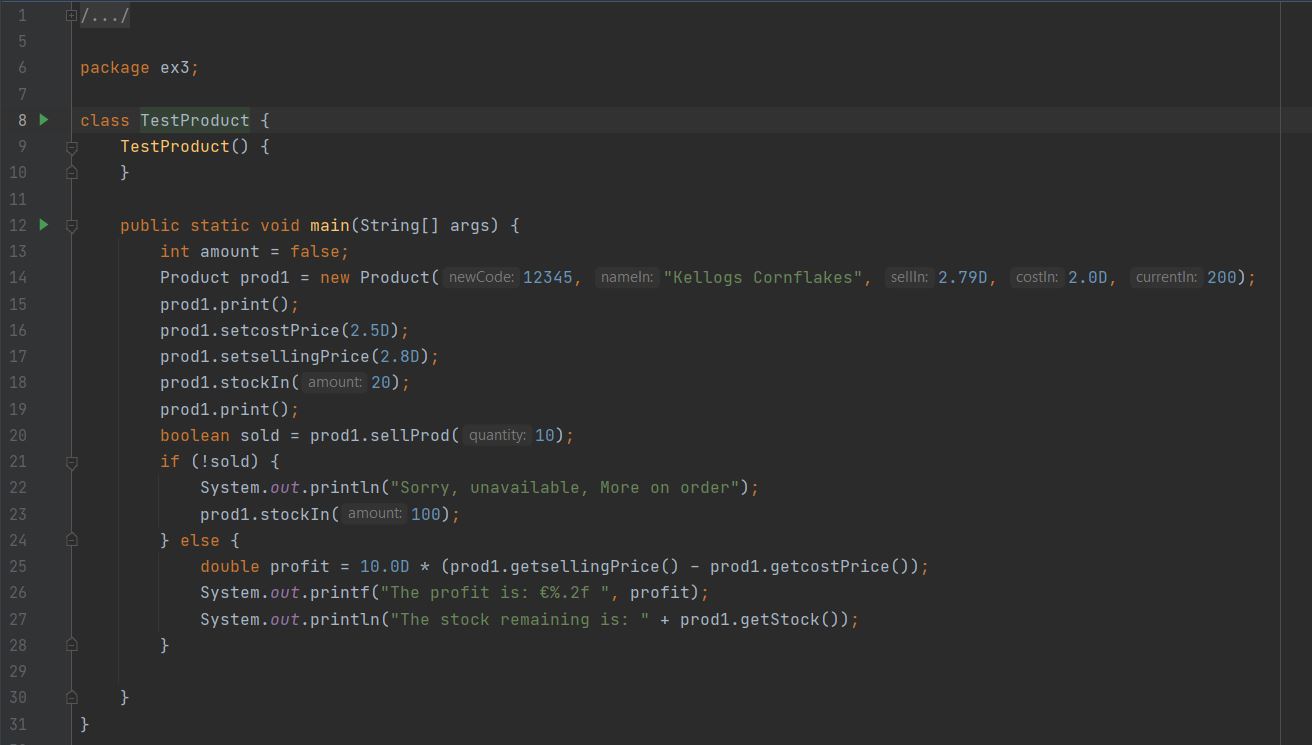 1 /.../
5
6 package ex3;
7
8 class TestProduct {
9 TestProduct() {
10 }
11
12 public static void main(String[] args) {
13 int amount = false;
14 Product prod1 = new Product( newCode: 12345, nameIn: "Kellogs Cornflakes", sellIn: 2.79D, costIn: 2.0D, currentIn: 200);
15 prod1.print();
16 prod1.setcostPrice(2.5D);
17 prod1.setsellingPrice(2.8D);
18 prod1.stockIn( amount: 20);
19 prod1.print();
20 boolean sold = prod1.sellProd( quantity: 10);
21 if (!sold) {
22 System.out.println("Sorry, unavailable, More on order");
23 prod1.stockIn( amount: 100);
24 } else {
25 double profit = 10.0D * (prod1.getsellingPrice() - prod1.getcostPrice());
26 System.out.printf("The profit is: €%.2f ", profit);
27 System.out.println("The stock remaining is: " + prod1.getStock());
28 }
29
30 }
31 }